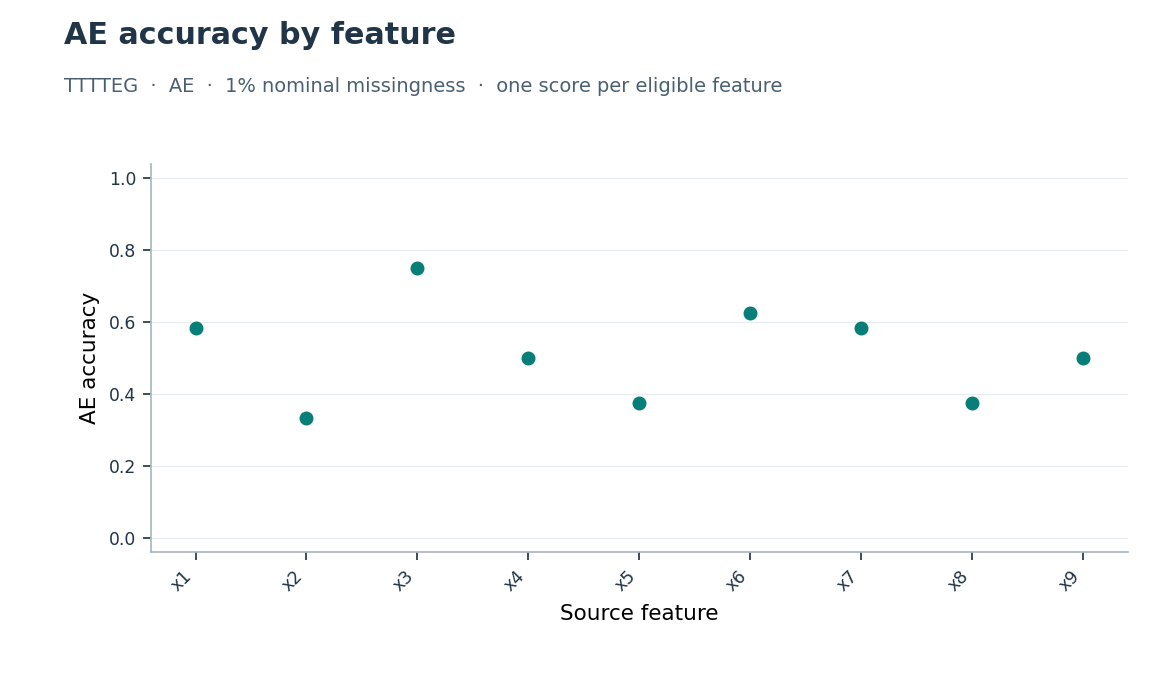 AE accuracy by feature
TTTTEG · AE · 1% nominal missingness · one score per eligible feature
1.0
0.8
0.6
0.4
0.2
0.0
AE accuracy
x1 x2 x3 x4 x5 x6 x7 x8 x9
Source feature